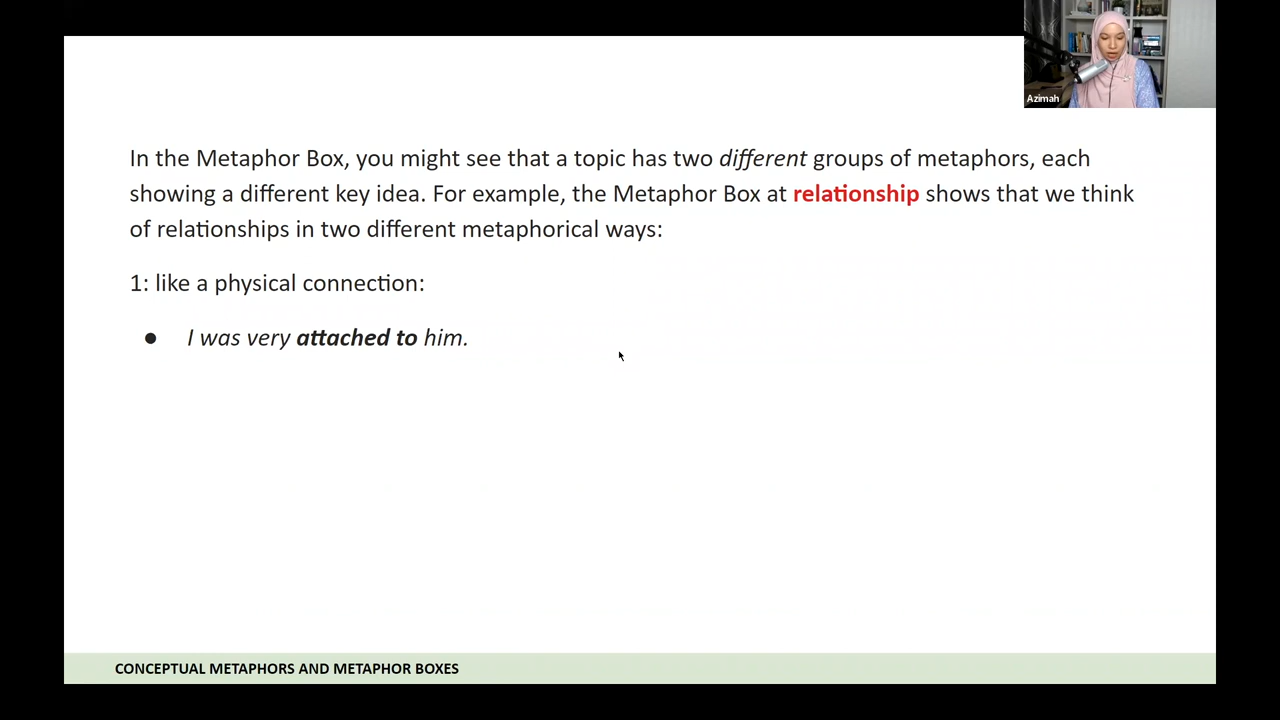 Azimah
In the Metaphor Box, you might see that a topic has two different groups of metaphors, each
showing a different key idea. For example, the Metaphor Box at relationship shows that we think
of relationships in two different metaphorical ways:
1: like a physical connection:
● I was very attached to him.
CONCEPTUAL METAPHORS AND METAPHOR BOXES